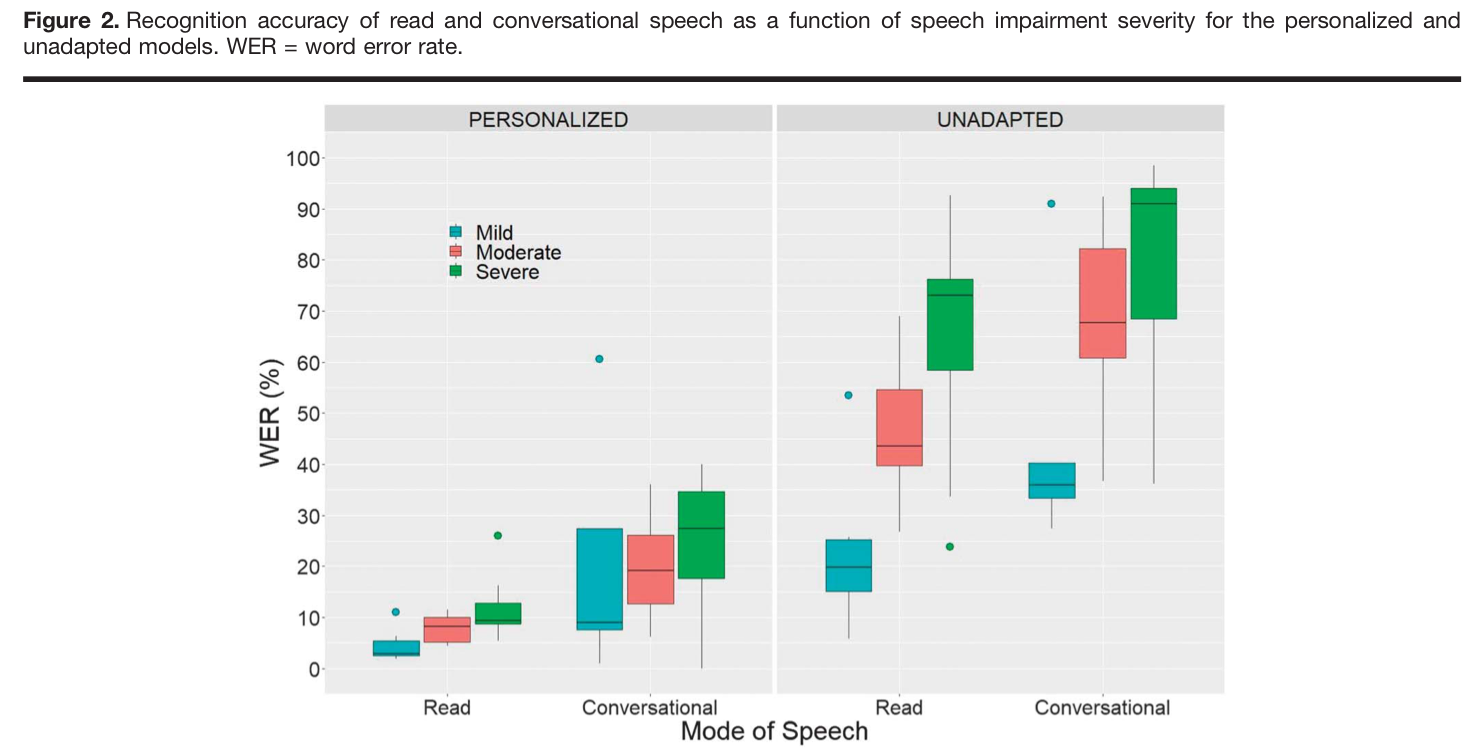 Figure 2. Recognition accuracy of read and conversational speech as a function of speech impairment severity for the personalized and
unadapted models. WER = word error rate.
PERSONALIZED
UNADAPTED
100
90
80
70
60
50
40
30
20
10
0
WER (%)
Mild
Moderate
Severe
Read
Conversational
Read
Conversational
Mode of Speech